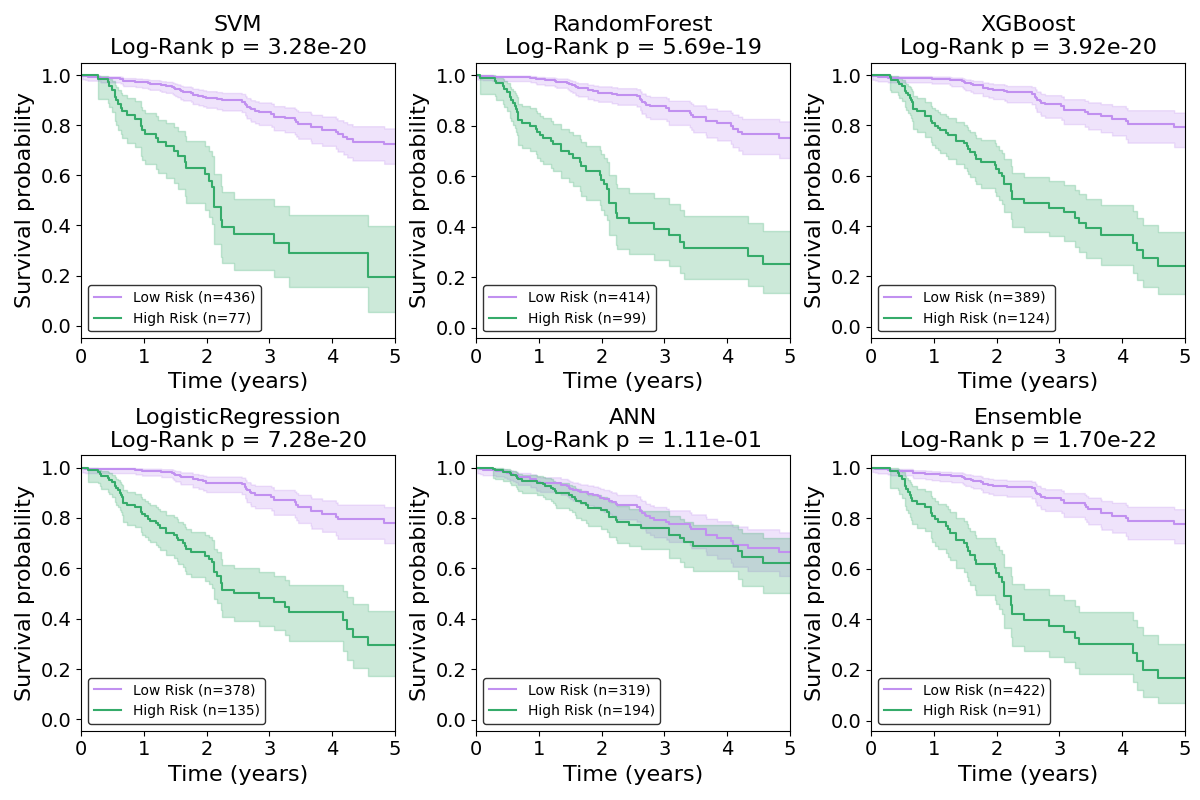 SVM
Log-Rank p = 3.28e-20
Survival probability
1.0
0.8
0.6
0.4
0.2
0.0
Low Risk (n=436)
High Risk (n=77)
0 1 2 3 4 5
Time (years)
RandomForest
Log-Rank p = 5.69e-19
Survival probability
1.0
0.8
0.6
0.4
0.2
0.0
Low Risk (n=414)
High Risk (n=99)
0 1 2 3 4 5
Time (years)
XGBoost
Log-Rank p = 3.92e-20
Survival probability
1.0
0.8
0.6
0.4
0.2
0.0
Low Risk (n=389)
High Risk (n=124)
0 1 2 3 4 5
Time (years)
LogisticRegression
Log-Rank p = 7.28e-20
Survival probability
1.0
0.8
0.6
0.4
0.2
0.0
Low Risk (n=378)
High Risk (n=135)
0 1 2 3 4 5
Time (years)
ANN
Log-Rank p = 1.11e-01
Survival probability
1.0
0.8
0.6
0.4
0.2
0.0
Low Risk (n=319)
High Risk (n=194)
0 1 2 3 4 5
Time (years)
Ensemble
Log-Rank p = 1.70e-22
Survival probability
1.0
0.8
0.6
0.4
0.2
0.0
Low Risk (n=422)
High Risk (n=91)
0 1 2 3 4 5
Time (years)